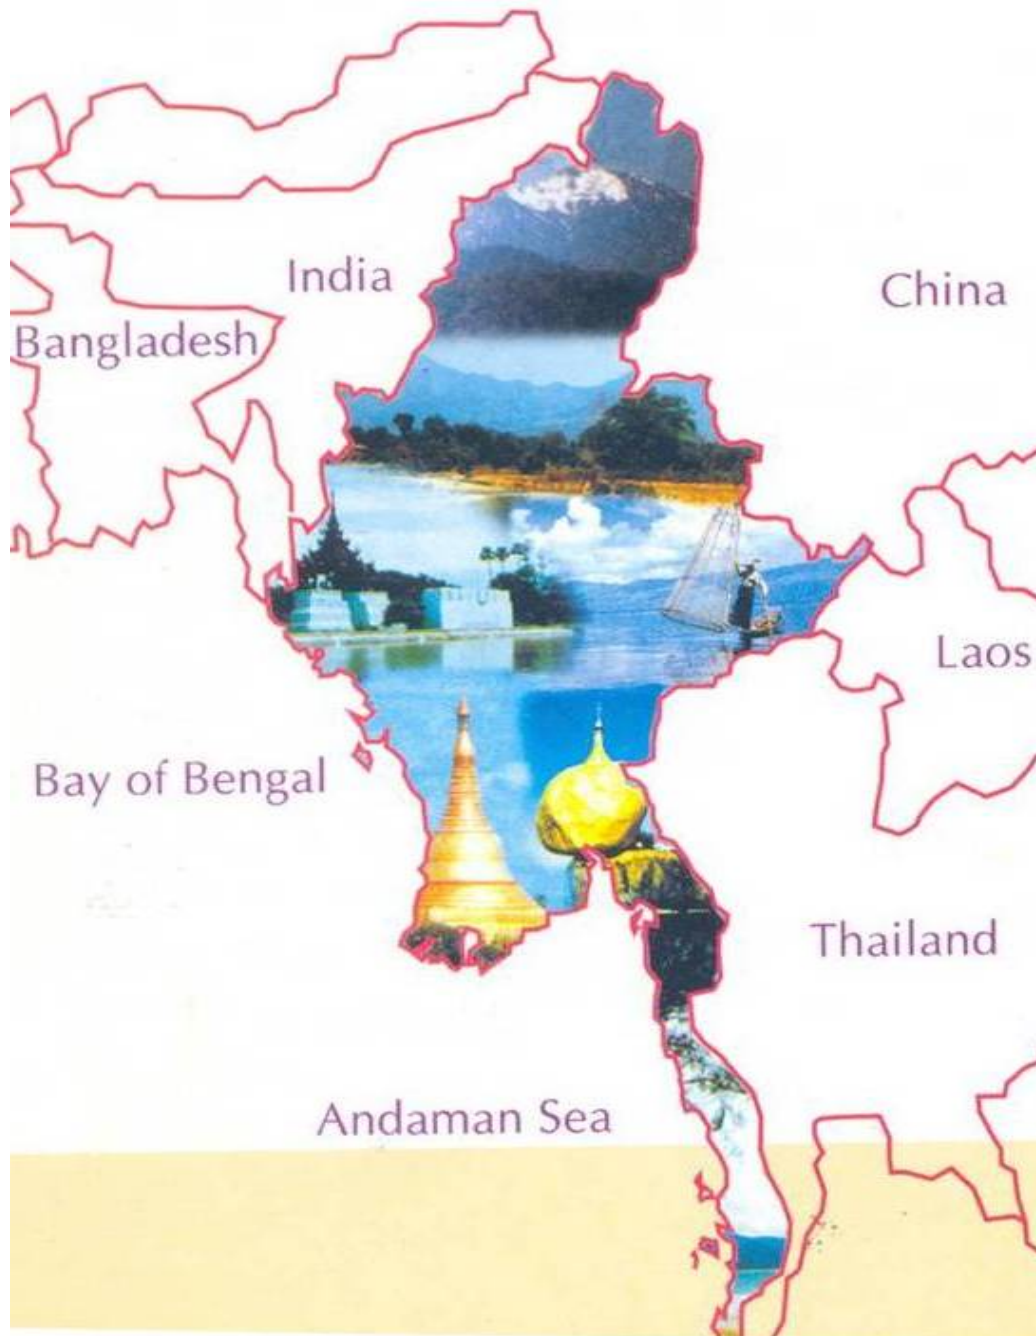 India
China
Bangladesh
Laos
Bay of Bengal
Thailand
Andaman Sea